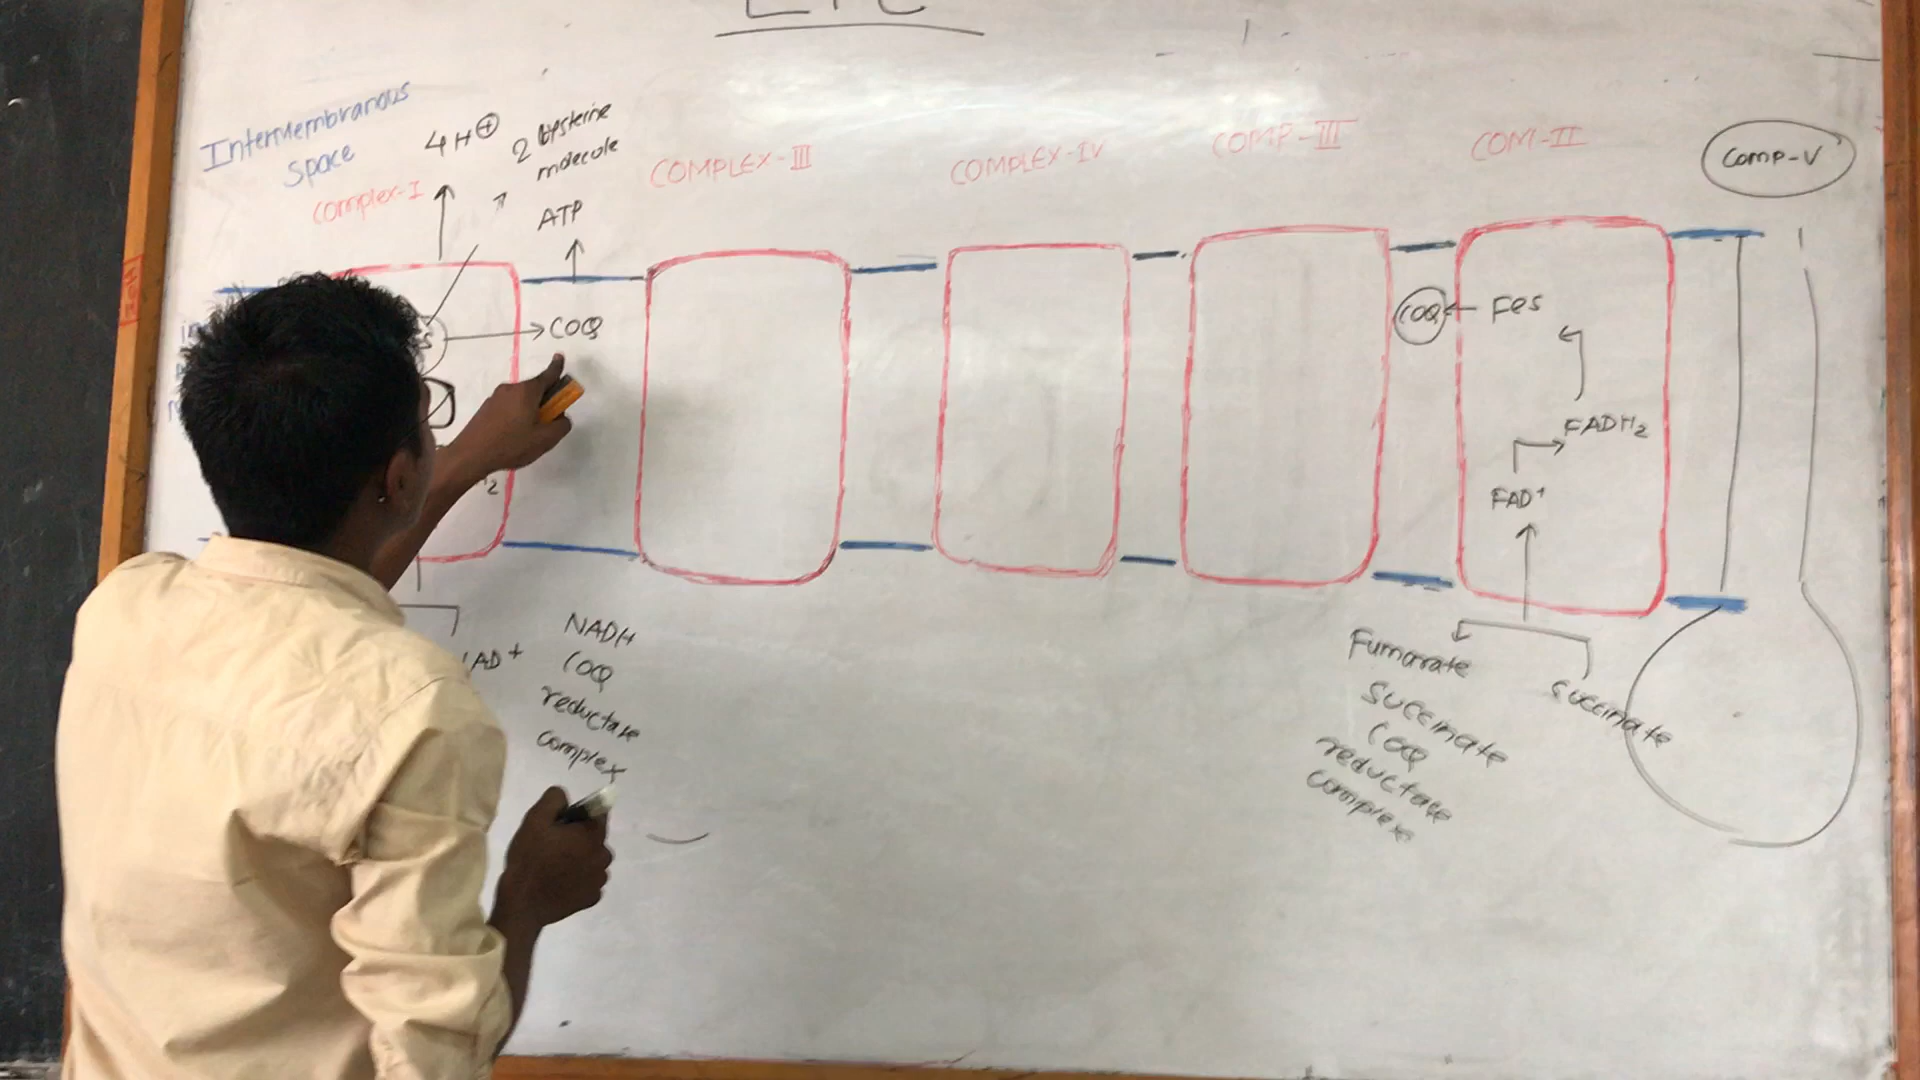 ETC
Intermembranous
space
4H⊕
2 cysteine
molecule
Complex-I
ATP
COQ
COMPLEX-III
COMPLEX-IV
COMP-III
COM-II
Comp-V
COQ ← FeS
FADH2
FAD+
Fumarate
Succinate
Succinate
COQ
reductase
complex
NADH
COQ
reductase
complex